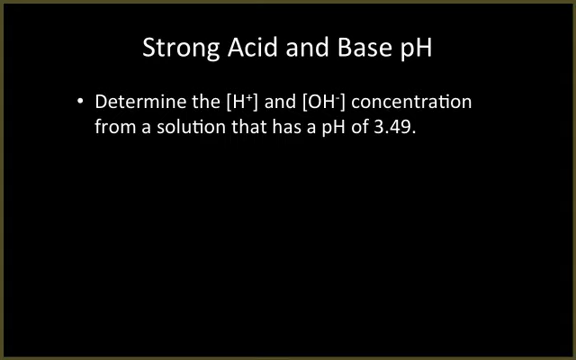 Strong Acid and Base pH
• Determine the [H⁺] and [OH⁻] concentration
from a solution that has a pH of 3.49.